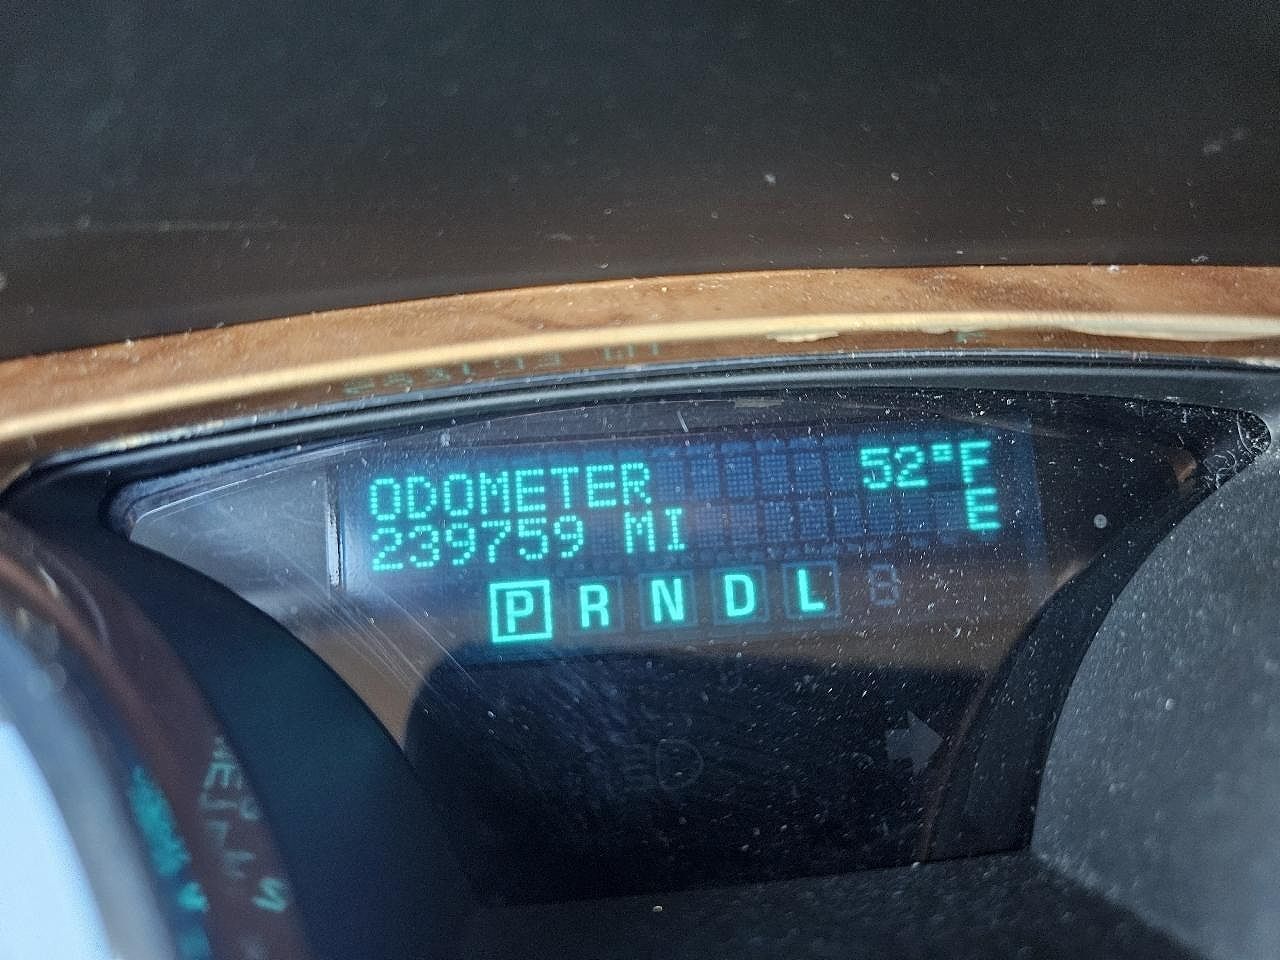 ODOMETER 52°F
239759 MI E
P R N D L